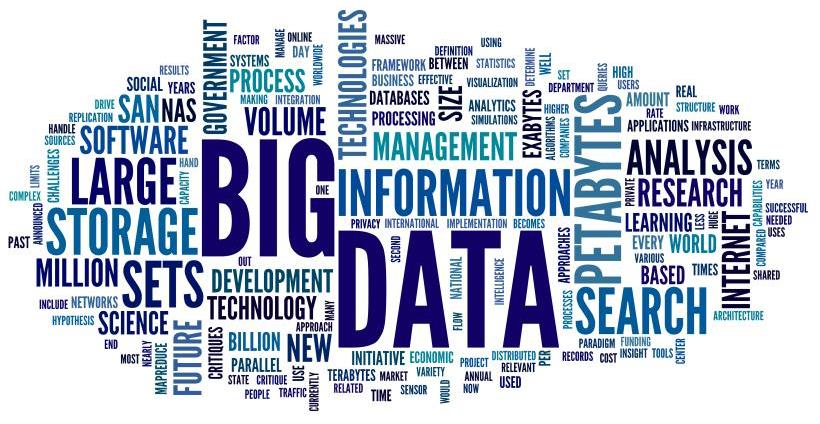 GOVERNMENT
FACTOR
MANAGE
ONLINE
DAY
WORLDWIDE
TECHNOLOGIES
MASSIVE
DEFINITION
USING
RESULTS
SYSTEMS
FRAMEWORK
BETWEEN
STATISTICS
DETERMINE
WELL
SOCIAL
YEARS
PROCESS
BUSINESS
EFFECTIVE
VISUALIZATION
SET
DEPARTMENT
QUERIES
HIGH
USERS
DRIVE
SAN
NAS
MAKING
INTEGRATION
DATABASES
SIZE
ANALYTICS
EXABYTES
HIGHER
AMOUNT
REAL
STRUCTURE
WORK
REPLICATION
VOLUME
PROCESSING
SIMULATIONS
ALGORITHMS
COMPANIES
PETABYTES
RATE
APPLICATIONS
INFRASTRUCTURE
HANDLE
SOURCES
SOFTWARE
MANAGEMENT
ANALYSIS
TERMS
LIMITS
CHALLENGES
LARGE
HAND
CAPACITY
BIG
ONE
INFORMATION
PRIVATE
RESEARCH
YEAR
CAPABILITIES
COMPLEX
ANNOUNCED
STORAGE
PRIVACY
INTERNATIONAL
IMPLEMENTATION
BECOMES
LEARNING
LESS
HUGE
INTERNET
SUCCESSFUL
NEEDED
USES
PAST
SECOND
DATA
APPROACHES
EVERY
WORLD
COMPARED
VARIOUS
MILLION
SETS
OUT
DEVELOPMENT
NATIONAL
INTELLIGENCE
BASED
TIMES
SHARED
INCLUDE
NETWORKS
TECHNOLOGY
MANY
FLOW
PROCESSES
SEARCH
ARCHITECTURE
HYPOTHESIS
SCIENCE
FUTURE
CRITIQUES
APPROACH
END
BILLION
NEW
PARADIGM
FUNDING
MOST
NEARLY
MAPREDUCE
PARALLEL
INITIATIVE
ECONOMIC
PROJECT
DISTRIBUTED
PER
RECORDS
COST
INSIGHT
TOOLS
CENTER
STATE
CRITIQUE
USE
CURRENTLY
TERABYTES
MARKET
VARIETY
ANNUAL
RELEVANT
PEOPLE
TRAFFIC
RELATED
TIME
SENSOR
WOULD
NOW
USED